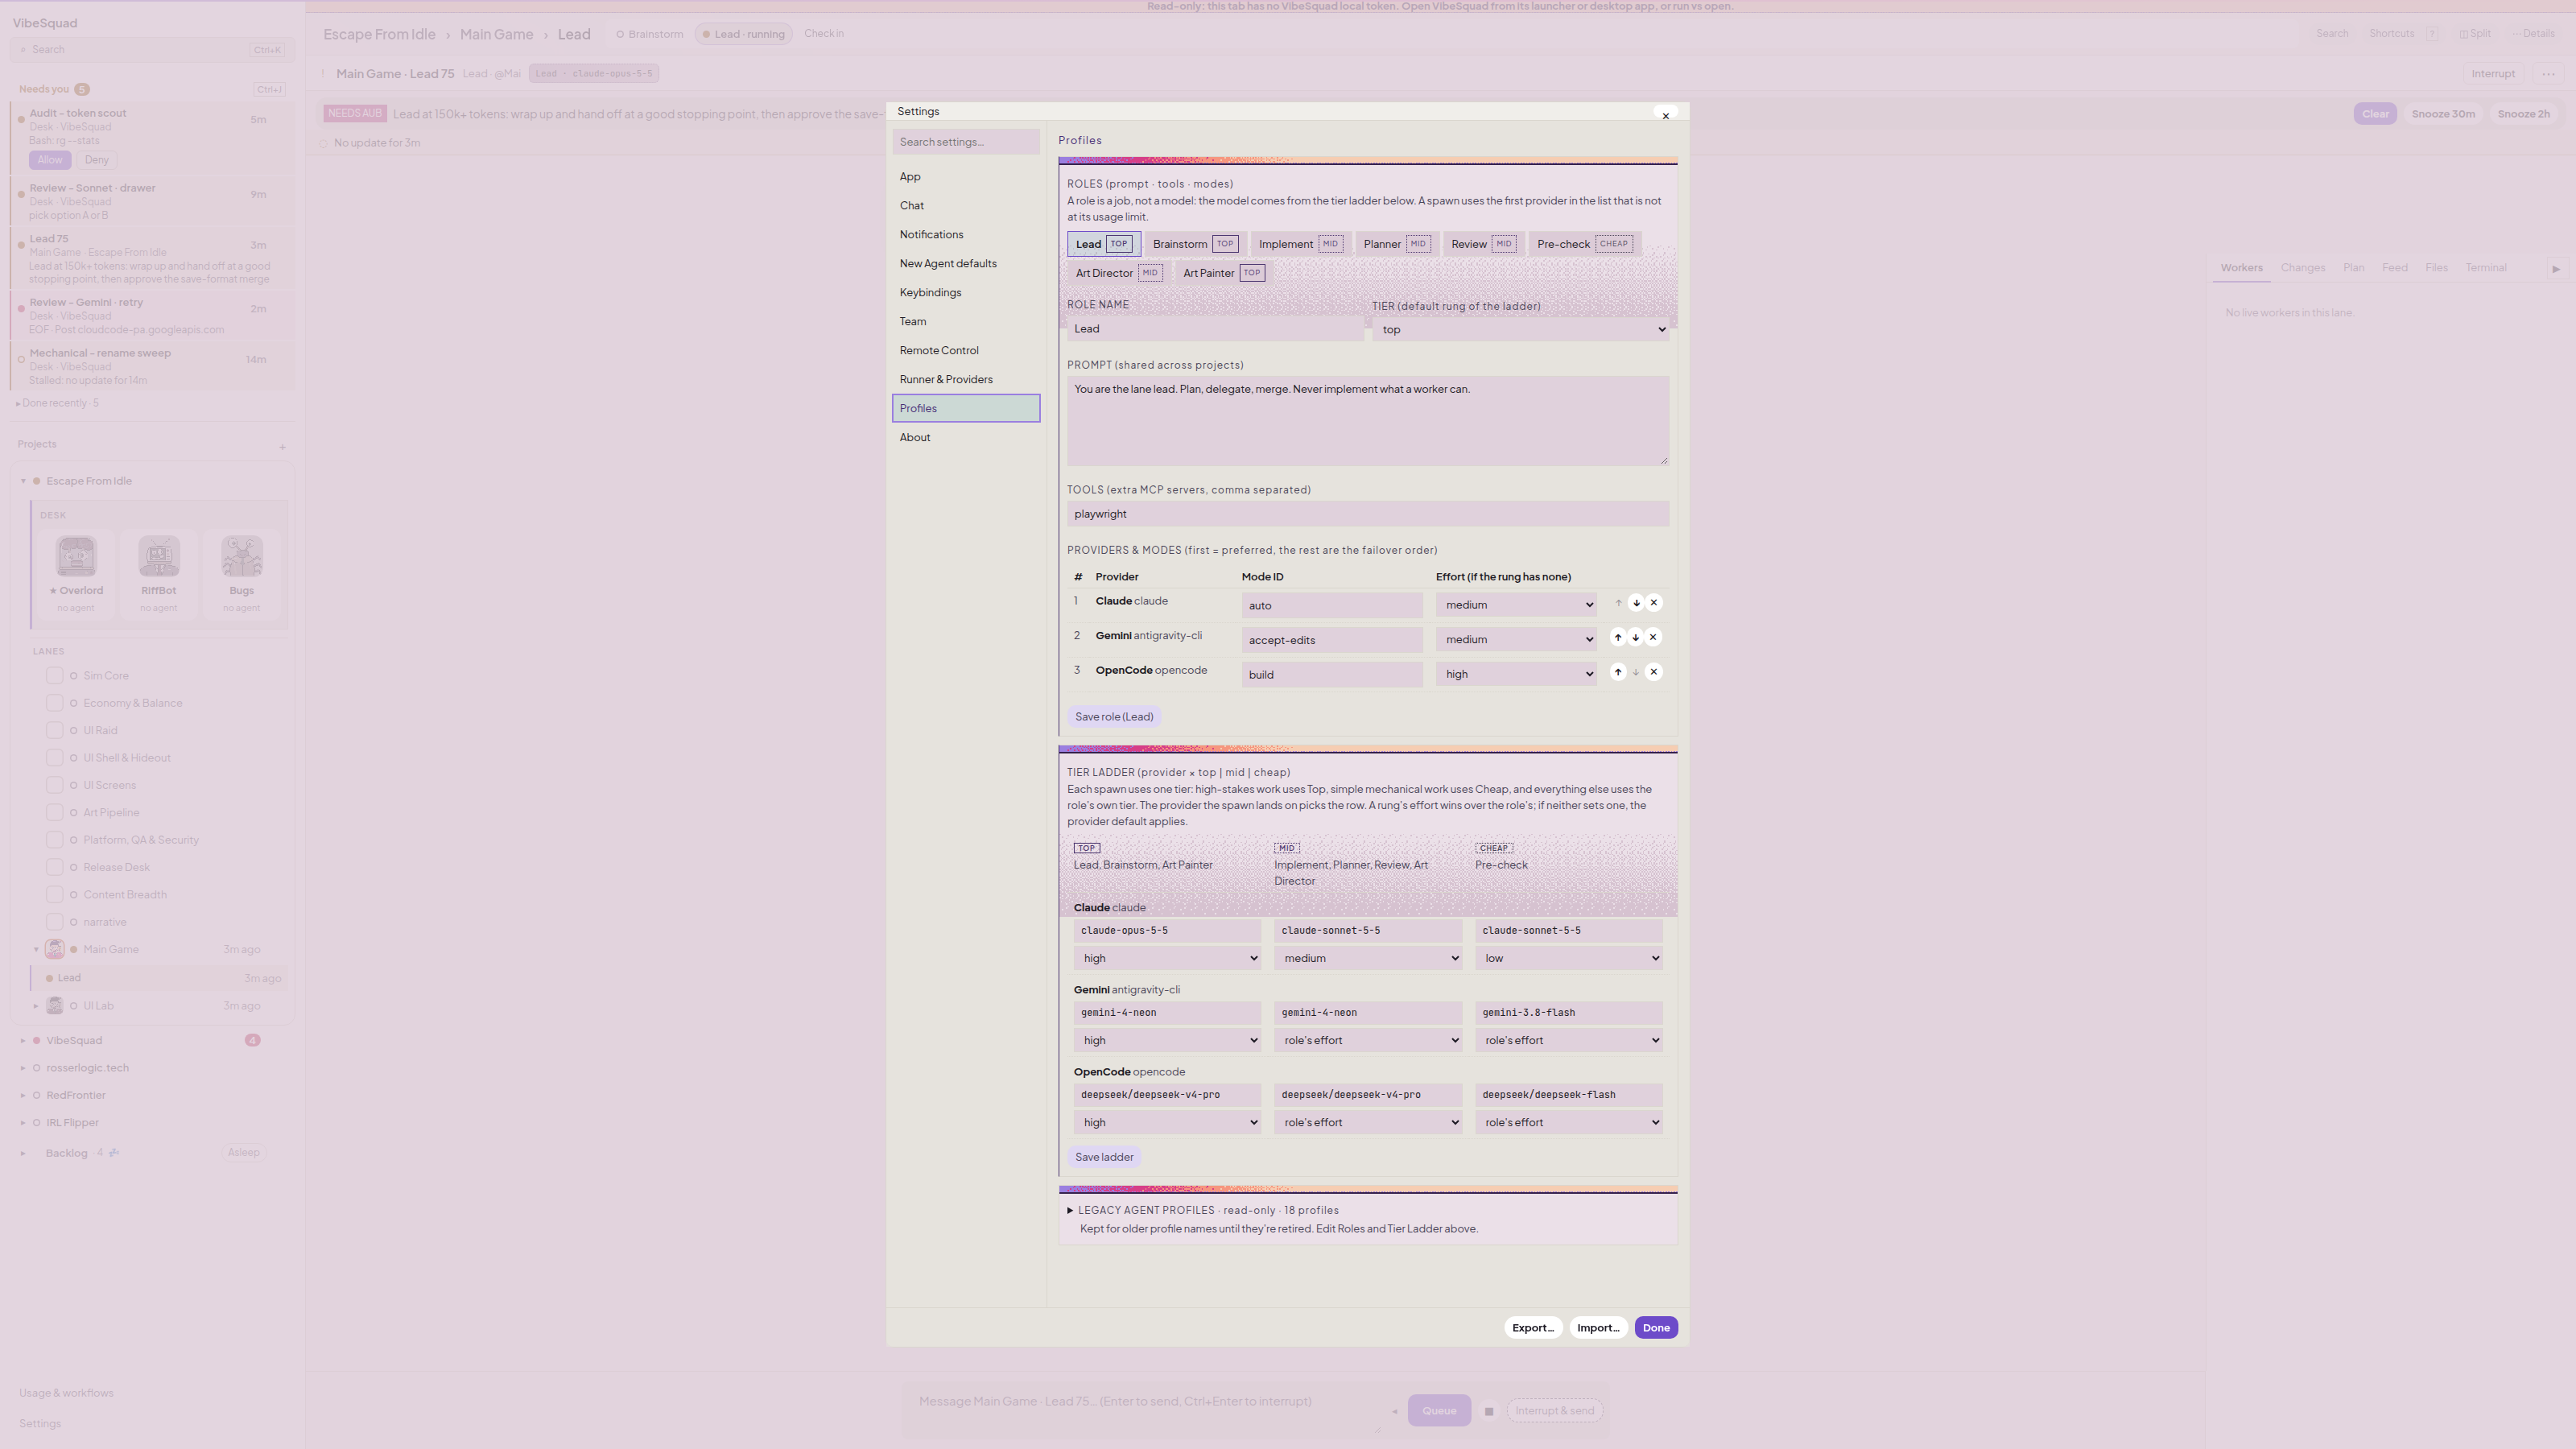 Read-only: this tab has no VibeSquad local token. Open VibeSquad from its launcher or desktop app, or run vs open.
VibeSquad
Search
Ctrl+K
Needs you 5
Ctrl+J
Audit - token scout
5m
Desk · VibeSquad
Bash: rg --stats
Allow
Deny
Review - Sonnet · drawer
9m
Desk · VibeSquad
pick option A or B
Lead 75
3m
Main Game · Escape From Idle
Lead at 150k+ tokens: wrap up and hand off at a good
stopping point, then approve the save-format merge
Review - Gemini · retry
2m
Desk · VibeSquad
EOF · Post cloudcode-pa.googleapis.com
Mechanical - rename sweep
14m
Desk · VibeSquad
Stalled: no update for 14m
▸ Done recently · 5
Projects
+
Escape From Idle
DESK
★ Overlord
RiffBot
Bugs
no agent
no agent
no agent
LANES
Sim Core
Economy & Balance
UI Raid
UI Shell & Hideout
UI Screens
Art Pipeline
Platform, QA & Security
Release Desk
Content Breadth
narrative
Main Game
3m ago
Lead
3m ago
UI Lab
3m ago
VibeSquad
4
rosserlogic.tech
RedFrontier
IRL Flipper
Backlog · 4 💤
Asleep
Usage & workflows
Settings
Escape From Idle › Main Game › Lead
Brainstorm
Lead · running
Check in
Search
Shortcuts ?
Split
··· Details
! Main Game · Lead 75 Lead · @Mai Lead · claude-opus-5-5
Interrupt
···
NEEDS AUB Lead at 150k+ tokens: wrap up and hand off at a good stopping point, then approve the save-
Clear
Snooze 30m
Snooze 2h
No update for 3m
Workers
Changes
Plan
Feed
Files
Terminal
▶
No live workers in this lane.
Settings
×
Search settings...
App
Chat
Notifications
New Agent defaults
Keybindings
Team
Remote Control
Runner & Providers
Profiles
About
Profiles
ROLES (prompt · tools · modes)
A role is a job, not a model: the model comes from the tier ladder below. A spawn uses the first provider in the list that is not
at its usage limit.
Lead TOP
Brainstorm TOP
Implement MID
Planner MID
Review MID
Pre-check CHEAP
Art Director MID
Art Painter TOP
ROLE NAME
TIER (default rung of the ladder)
Lead
top
PROMPT (shared across projects)
You are the lane lead. Plan, delegate, merge. Never implement what a worker can.
TOOLS (extra MCP servers, comma separated)
playwright
PROVIDERS & MODES (first = preferred, the rest are the failover order)
# Provider Mode ID Effort (if the rung has none)
1 Claude claude auto medium ↑ ↓ ×
2 Gemini antigravity-cli accept-edits medium ↑ ↓ ×
3 OpenCode opencode build high ↑ ↓ ×
Save role (Lead)
TIER LADDER (provider × top | mid | cheap)
Each spawn uses one tier: high-stakes work uses Top, simple mechanical work uses Cheap, and everything else uses the
role's own tier. The provider the spawn lands on picks the row. A rung's effort wins over the role's; if neither sets one, the
provider default applies.
TOP
MID
CHEAP
Lead, Brainstorm, Art Painter
Implement, Planner, Review, Art
Director
Pre-check
Claude claude
claude-opus-5-5
claude-sonnet-5-5
claude-sonnet-5-5
high
medium
low
Gemini antigravity-cli
gemini-4-neon
gemini-4-neon
gemini-3.8-flash
high
role's effort
role's effort
OpenCode opencode
deepseek/deepseek-v4-pro
deepseek/deepseek-v4-pro
deepseek/deepseek-flash
high
role's effort
role's effort
Save ladder
▶ LEGACY AGENT PROFILES · read-only · 18 profiles
Kept for older profile names until they're retired. Edit Roles and Tier Ladder above.
Export...
Import...
Done
Message Main Game · Lead 75... (Enter to send, Ctrl+Enter to interrupt)
Queue
Interrupt & send